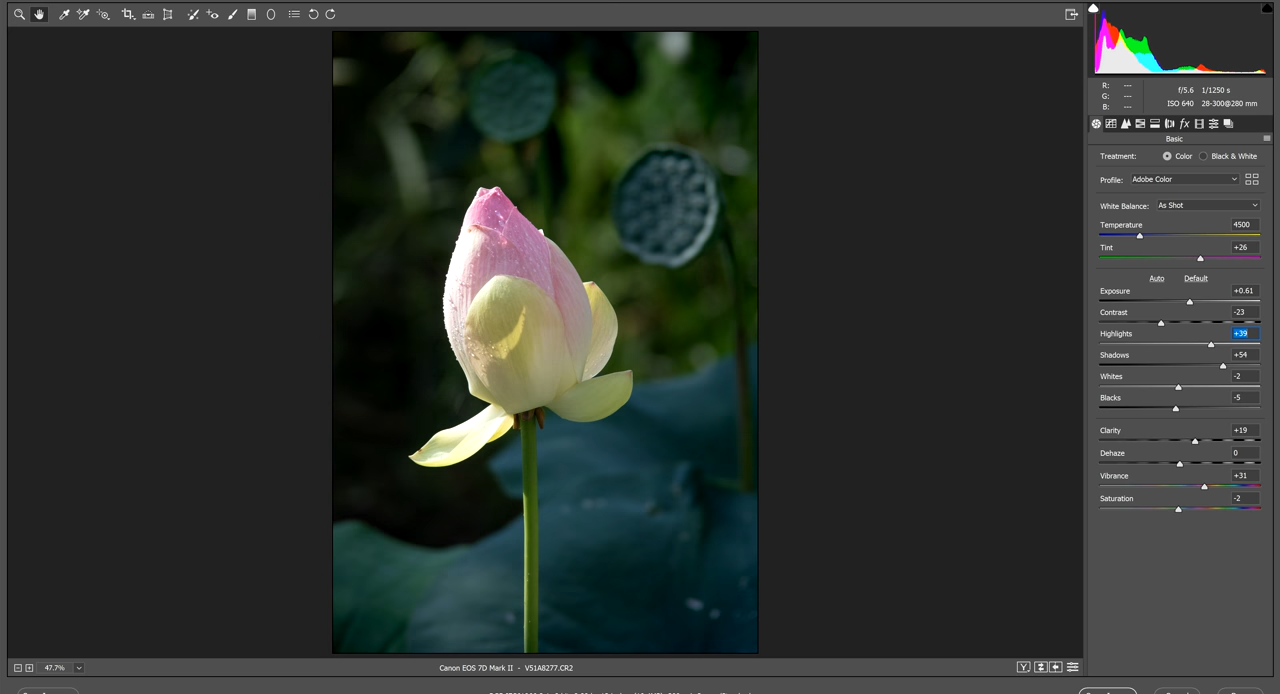 R: ---
G: ---
B: ---
f/5.6 1/1250 s
ISO 640 28-300@280 mm
fx
Basic
Treatment: Color Black & White
Profile: Adobe Color
White Balance: As Shot
Temperature 4500
Tint +26
Auto Default
Exposure +0.61
Contrast -23
Highlights +39
Shadows +54
Whites -2
Blacks -5
Clarity +19
Dehaze 0
Vibrance +31
Saturation -2
47.7% Canon EOS 7D Mark II - V51A8277.CR2 Y